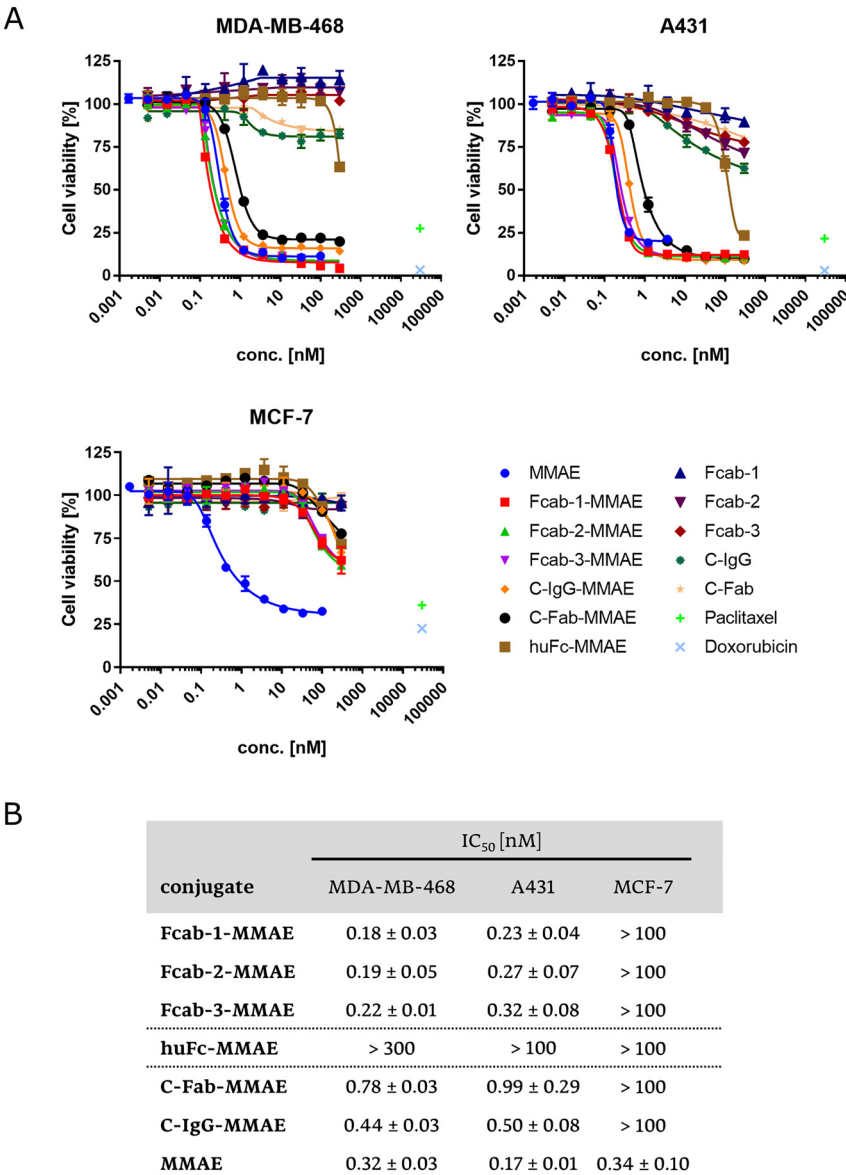 A
MDA-MB-468
Cell viability [%]
125
100
75
50
25
0
0.001
0.01
0.1
1
10
100
1000
10000
100000
conc. [nM]
A431
Cell viability [%]
125
100
75
50
25
0
0.001
0.01
0.1
1
10
100
1000
10000
100000
conc. [nM]
MCF-7
Cell viability [%]
125
100
75
50
25
0
0.001
0.01
0.1
1
10
100
1000
10000
100000
conc. [nM]
MMAE
Fcab-1-MMAE
Fcab-2-MMAE
Fcab-3-MMAE
C-IgG-MMAE
C-Fab-MMAE
huFc-MMAE
Fcab-1
Fcab-2
Fcab-3
C-IgG
C-Fab
Paclitaxel
Doxorubicin
B
IC50 [nM]
conjugate MDA-MB-468 A431 MCF-7
Fcab-1-MMAE 0.18 ± 0.03 0.23 ± 0.04 > 100
Fcab-2-MMAE 0.19 ± 0.05 0.27 ± 0.07 > 100
Fcab-3-MMAE 0.22 ± 0.01 0.32 ± 0.08 > 100
huFc-MMAE > 300 > 100 > 100
C-Fab-MMAE 0.78 ± 0.03 0.99 ± 0.29 > 100
C-IgG-MMAE 0.44 ± 0.03 0.50 ± 0.08 > 100
MMAE 0.32 ± 0.03 0.17 ± 0.01 0.34 ± 0.10